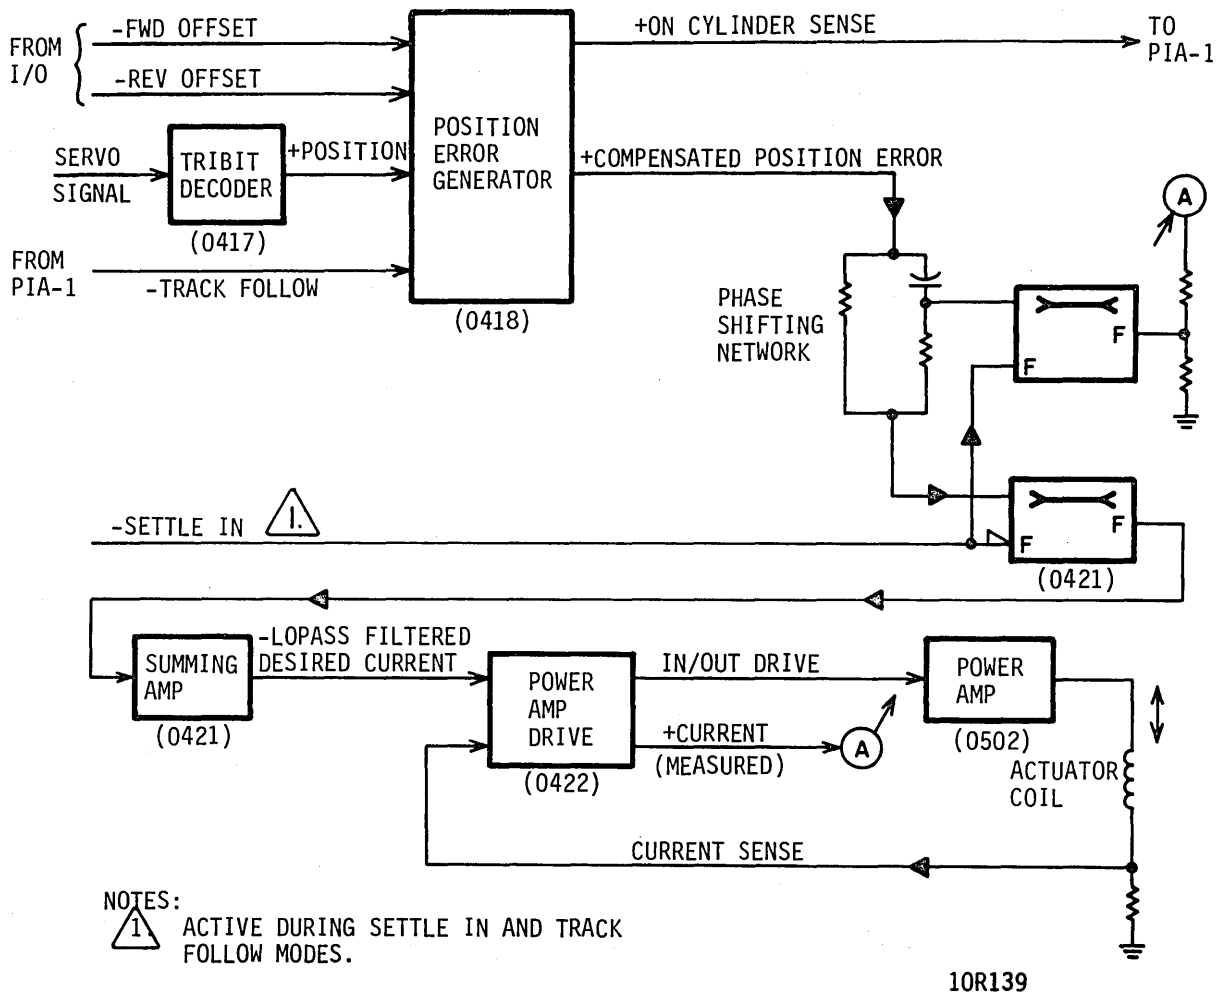 FROM
I/O
-FWD OFFSET
-REV OFFSET
SERVO
SIGNAL
TRIBIT
DECODER
(0417)
+POSITION
FROM
PIA-1
-TRACK FOLLOW
POSITION
ERROR
GENERATOR
(0418)
+ON CYLINDER SENSE
TO
PIA-1
+COMPENSATED POSITION ERROR
A
PHASE
SHIFTING
NETWORK
F
F
-SETTLE IN
1.
F
F
(0421)
SUMMING
AMP
(0421)
-LOPASS FILTERED
DESIRED CURRENT
POWER
AMP
DRIVE
(0422)
IN/OUT DRIVE
+CURRENT
(MEASURED)
A
POWER
AMP
(0502)
ACTUATOR
COIL
CURRENT SENSE
NOTES:
1. ACTIVE DURING SETTLE IN AND TRACK
FOLLOW MODES.
10R139